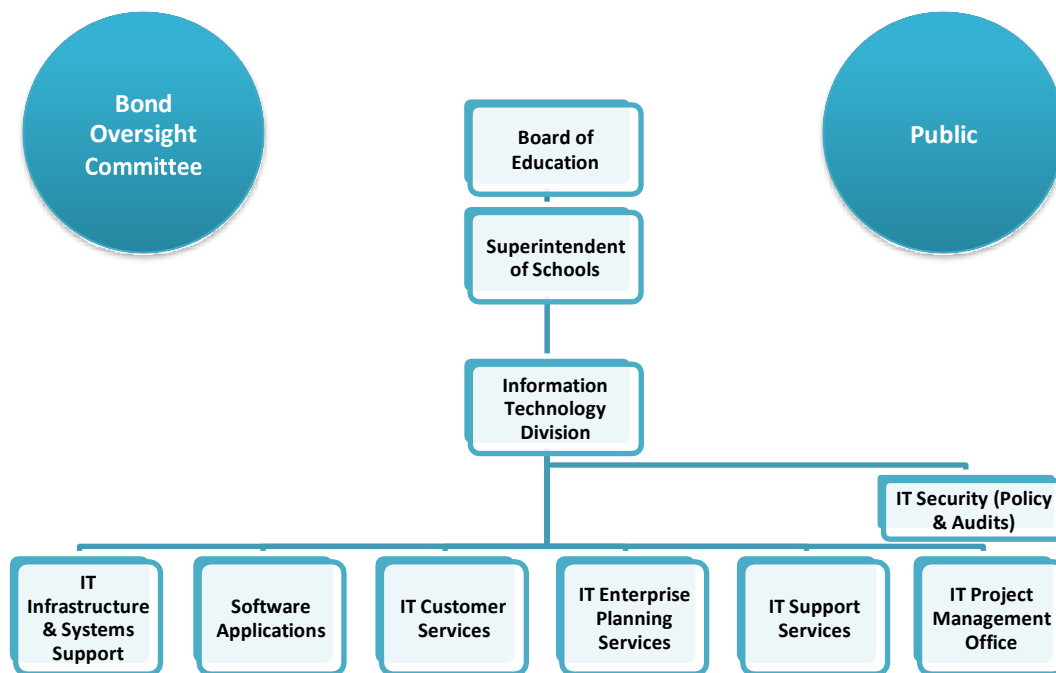 Bond
Oversight
Committee
Board of
Education
Public
Superintendent
of Schools
Information
Technology
Division
IT Security (Policy
& Audits)
IT
Infrastructure
& Systems
Support
Software
Applications
IT Customer
Services
IT Enterprise
Planning
Services
IT Support
Services
IT Project
Management
Office